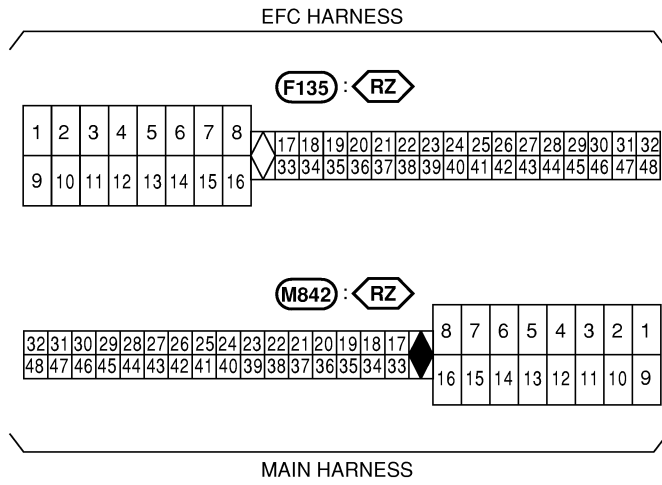 EFC HARNESS
F135 : RZ
1 2 3 4 5 6 7 8
17 18 19 20 21 22 23 24 25 26 27 28 29 30 31 32
9 10 11 12 13 14 15 16
33 34 35 36 37 38 39 40 41 42 43 44 45 46 47 48
M842 : RZ
32 31 30 29 28 27 26 25 24 23 22 21 20 19 18 17
8 7 6 5 4 3 2 1
48 47 46 45 44 43 42 41 40 39 38 37 36 35 34 33
16 15 14 13 12 11 10 9
MAIN HARNESS